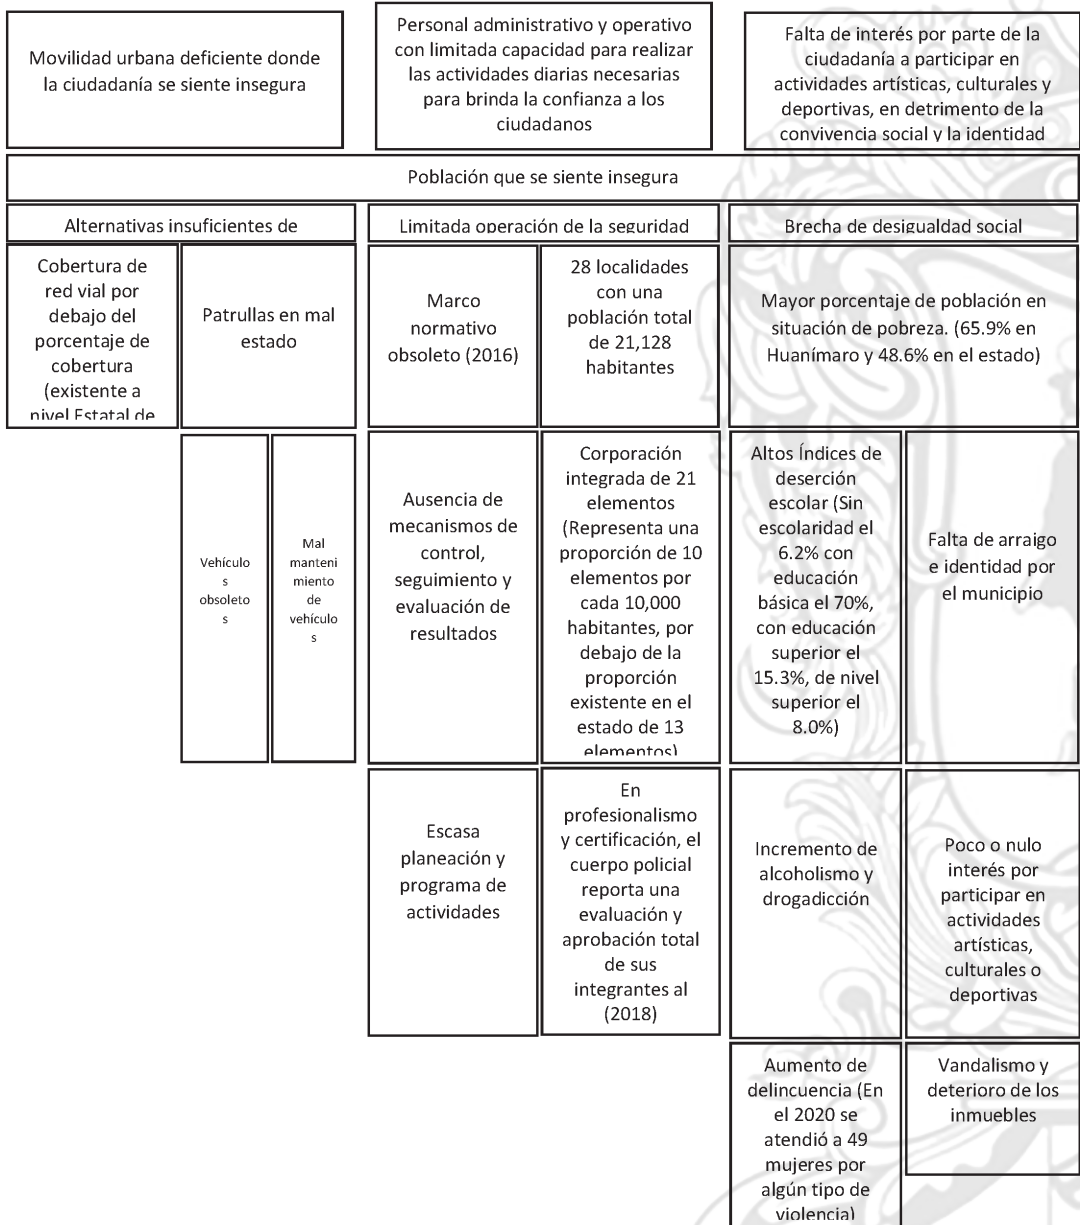 Movilidad urbana deficiente donde
la ciudadanía se siente insegura
Personal administrativo y operativo
con limitada capacidad para realizar
las actividades diarias necesarias
para brinda la confianza a los
ciudadanos
Falta de interés por parte de la
ciudadanía a participar en
actividades artísticas, culturales y
deportivas, en detrimento de la
convivencia social y la identidad
Población que se siente insegura
Alternativas insuficientes de
Limitada operación de la seguridad
Brecha de desigualdad social
Cobertura de
red vial por
debajo del
porcentaje de
cobertura
(existente a
nivel Estatal de
Patrullas en mal
estado
Marco
normativo
obsoleto (2016)
28 localidades
con una
población total
de 21,128
habitantes
Mayor porcentaje de población en
situación de pobreza. (65.9% en
Huanímaro y 48.6% en el estado)
Vehículo
s
obsoleto
s
Mal
manteni
miento
de
vehículo
s
Ausencia de
mecanismos de
control,
seguimiento y
evaluación de
resultados
Corporación
integrada de 21
elementos
(Representa una
proporción de 10
elementos por
cada 10,000
habitantes, por
debajo de la
proporción
existente en el
estado de 13
elementos)
Altos Índices de
deserción
escolar (Sin
escolaridad el
6.2% con
educación
básica el 70%,
con educación
superior el
15.3%, de nivel
superior el
8.0%)
Falta de arraigo
e identidad por
el municipio
Escasa
planeación y
programa de
actividades
En
profesionalismo
y certificación, el
cuerpo policial
reporta una
evaluación y
aprobación total
de sus
integrantes al
(2018)
Incremento de
alcoholismo y
drogadicción
Poco o nulo
interés por
participar en
actividades
artísticas,
culturales o
deportivas
Aumento de
delincuencia (En
el 2020 se
atendió a 49
mujeres por
algún tipo de
violencia)
Vandalismo y
deterioro de los
inmuebles